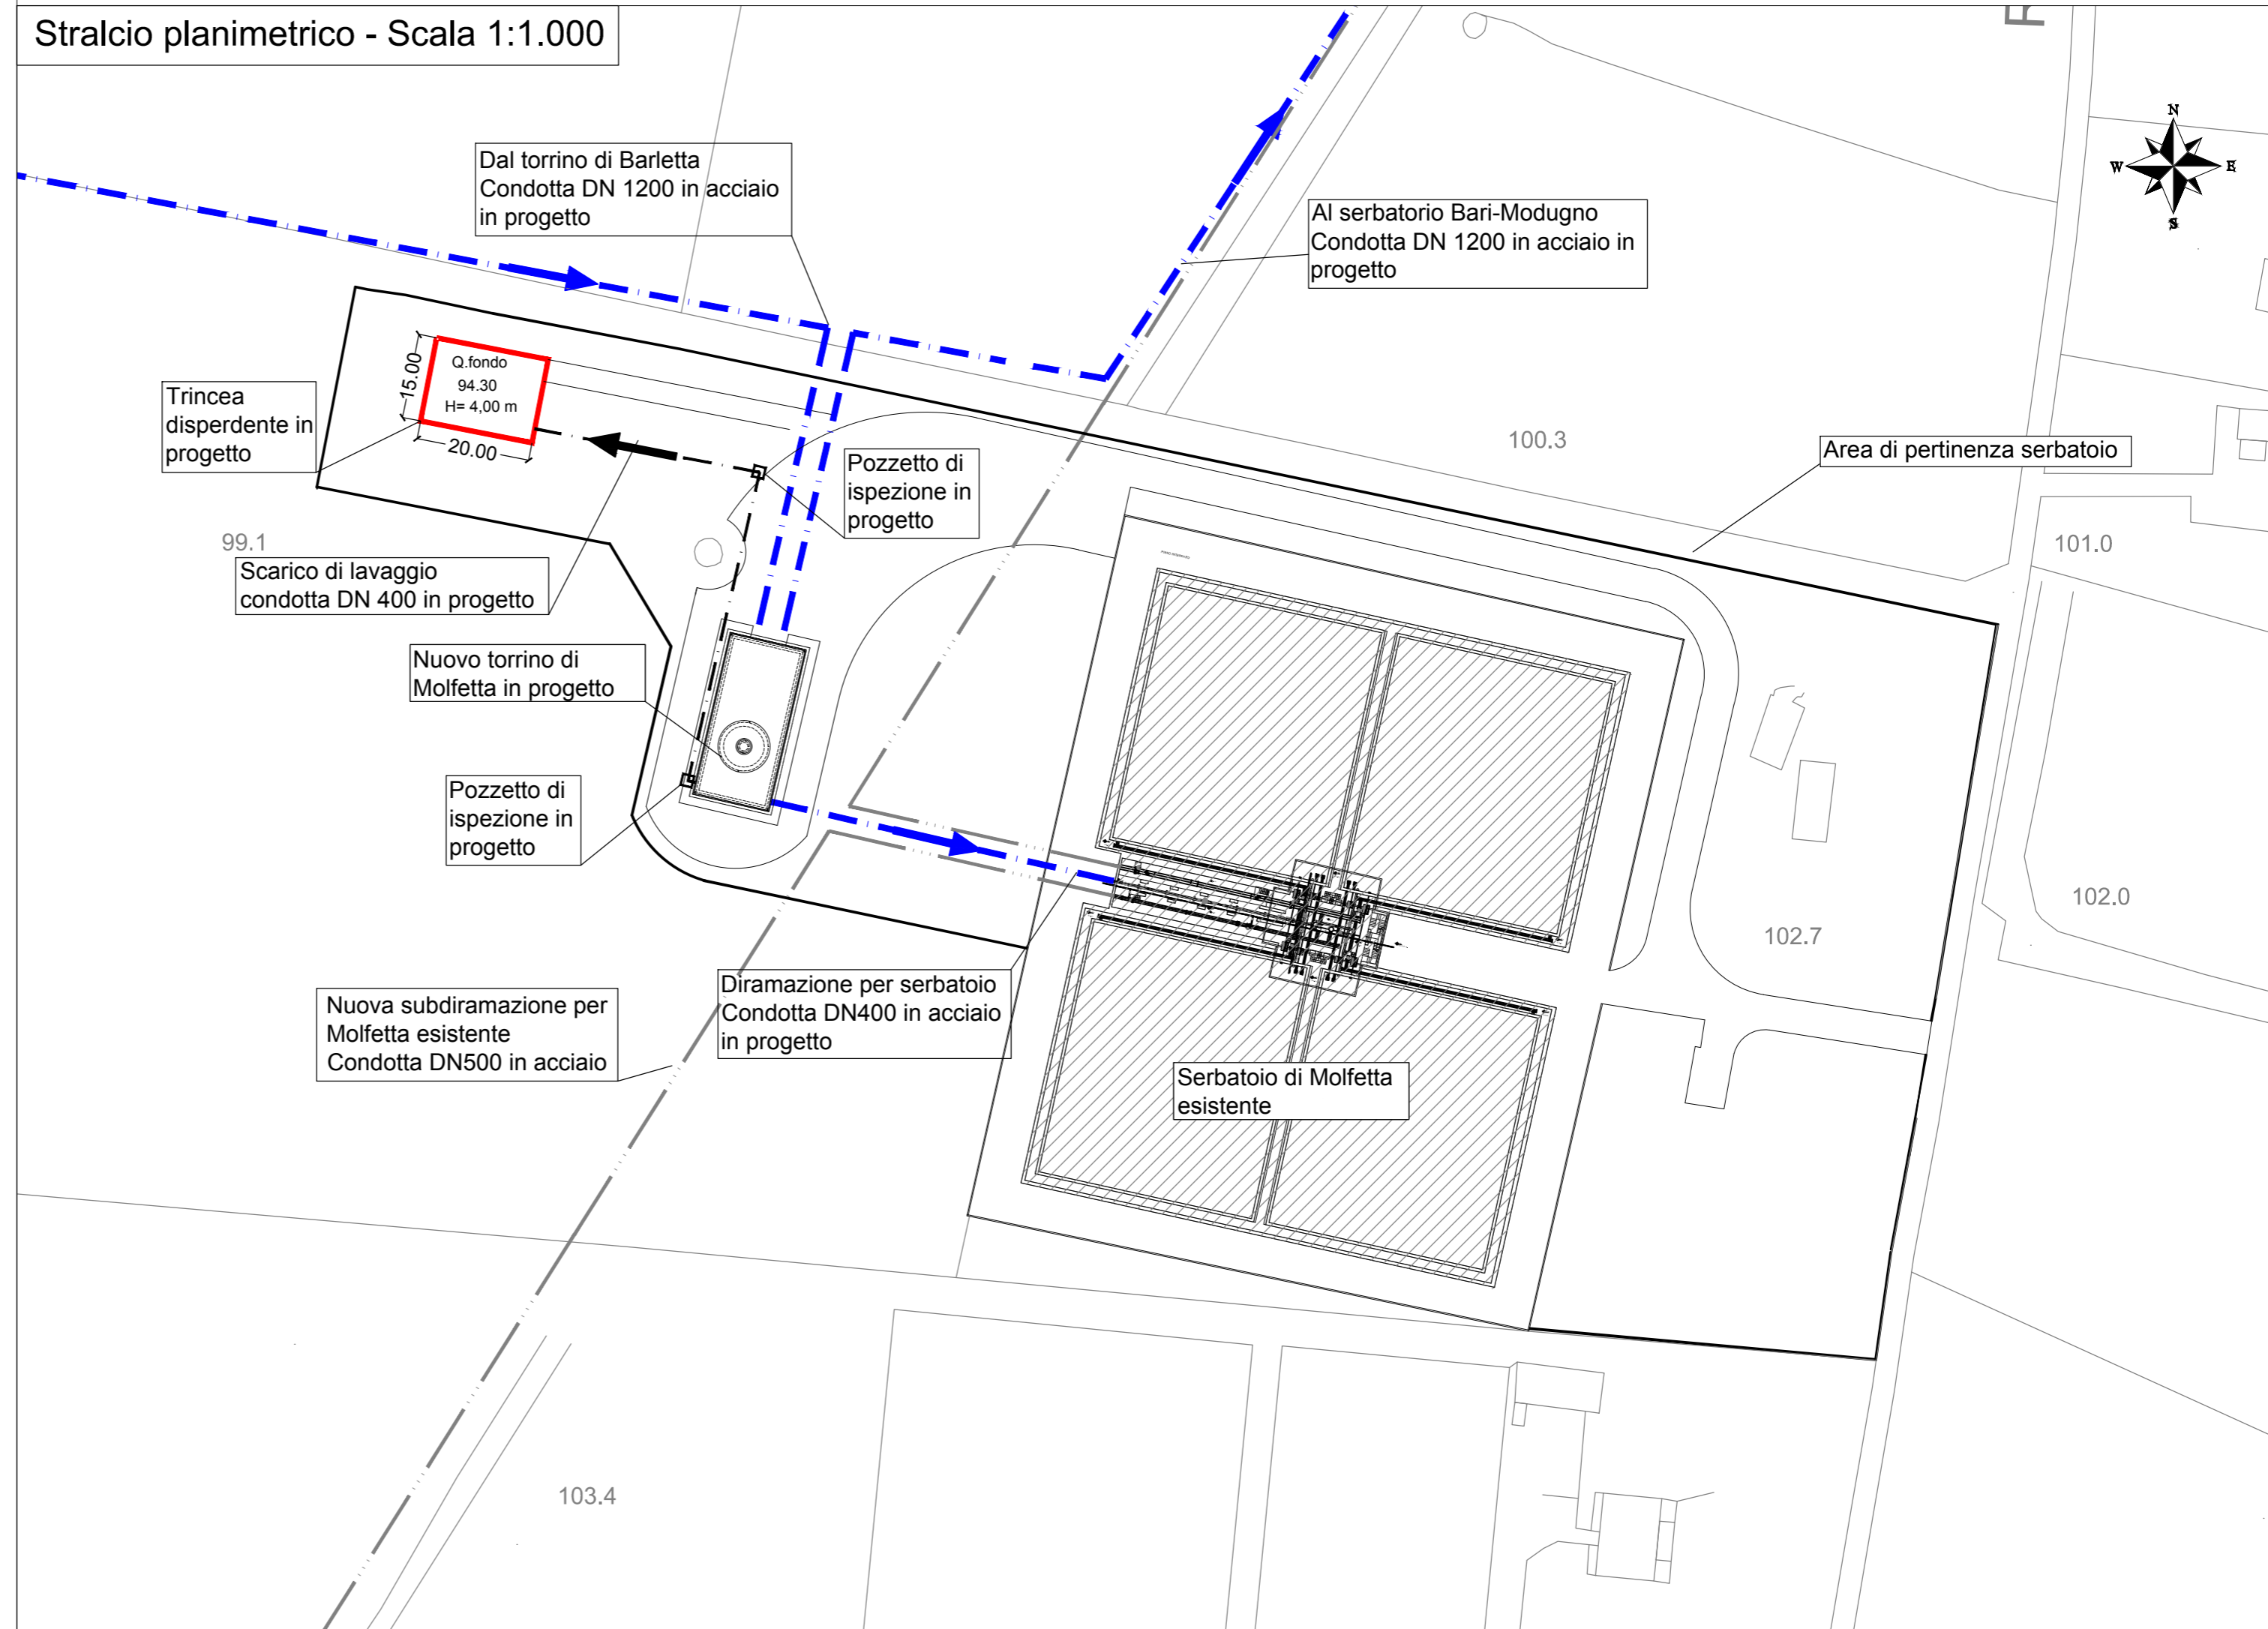 Stralcio planimetrico - Scala 1:1.000
Dal torrino di Barletta
Condotta DN 1200 in acciaio
in progetto
Al serbatorio Bari-Modugno
Condotta DN 1200 in acciaio in
progetto
N
W
E
S
Q.fondo
94.30
H= 4,00 m
15.00
20.00
Trincea
disperdente in
progetto
Pozzetto di
ispezione in
progetto
100.3
Area di pertinenza serbatoio
99.1
101.0
Scarico di lavaggio
condotta DN 400 in progetto
Nuovo torrino di
Molfetta in progetto
Pozzetto di
ispezione in
progetto
102.0
102.7
Diramazione per serbatoio
Condotta DN400 in acciaio
in progetto
Nuova subdiramazione per
Molfetta esistente
Condotta DN500 in acciaio
Serbatoio di Molfetta
esistente
103.4